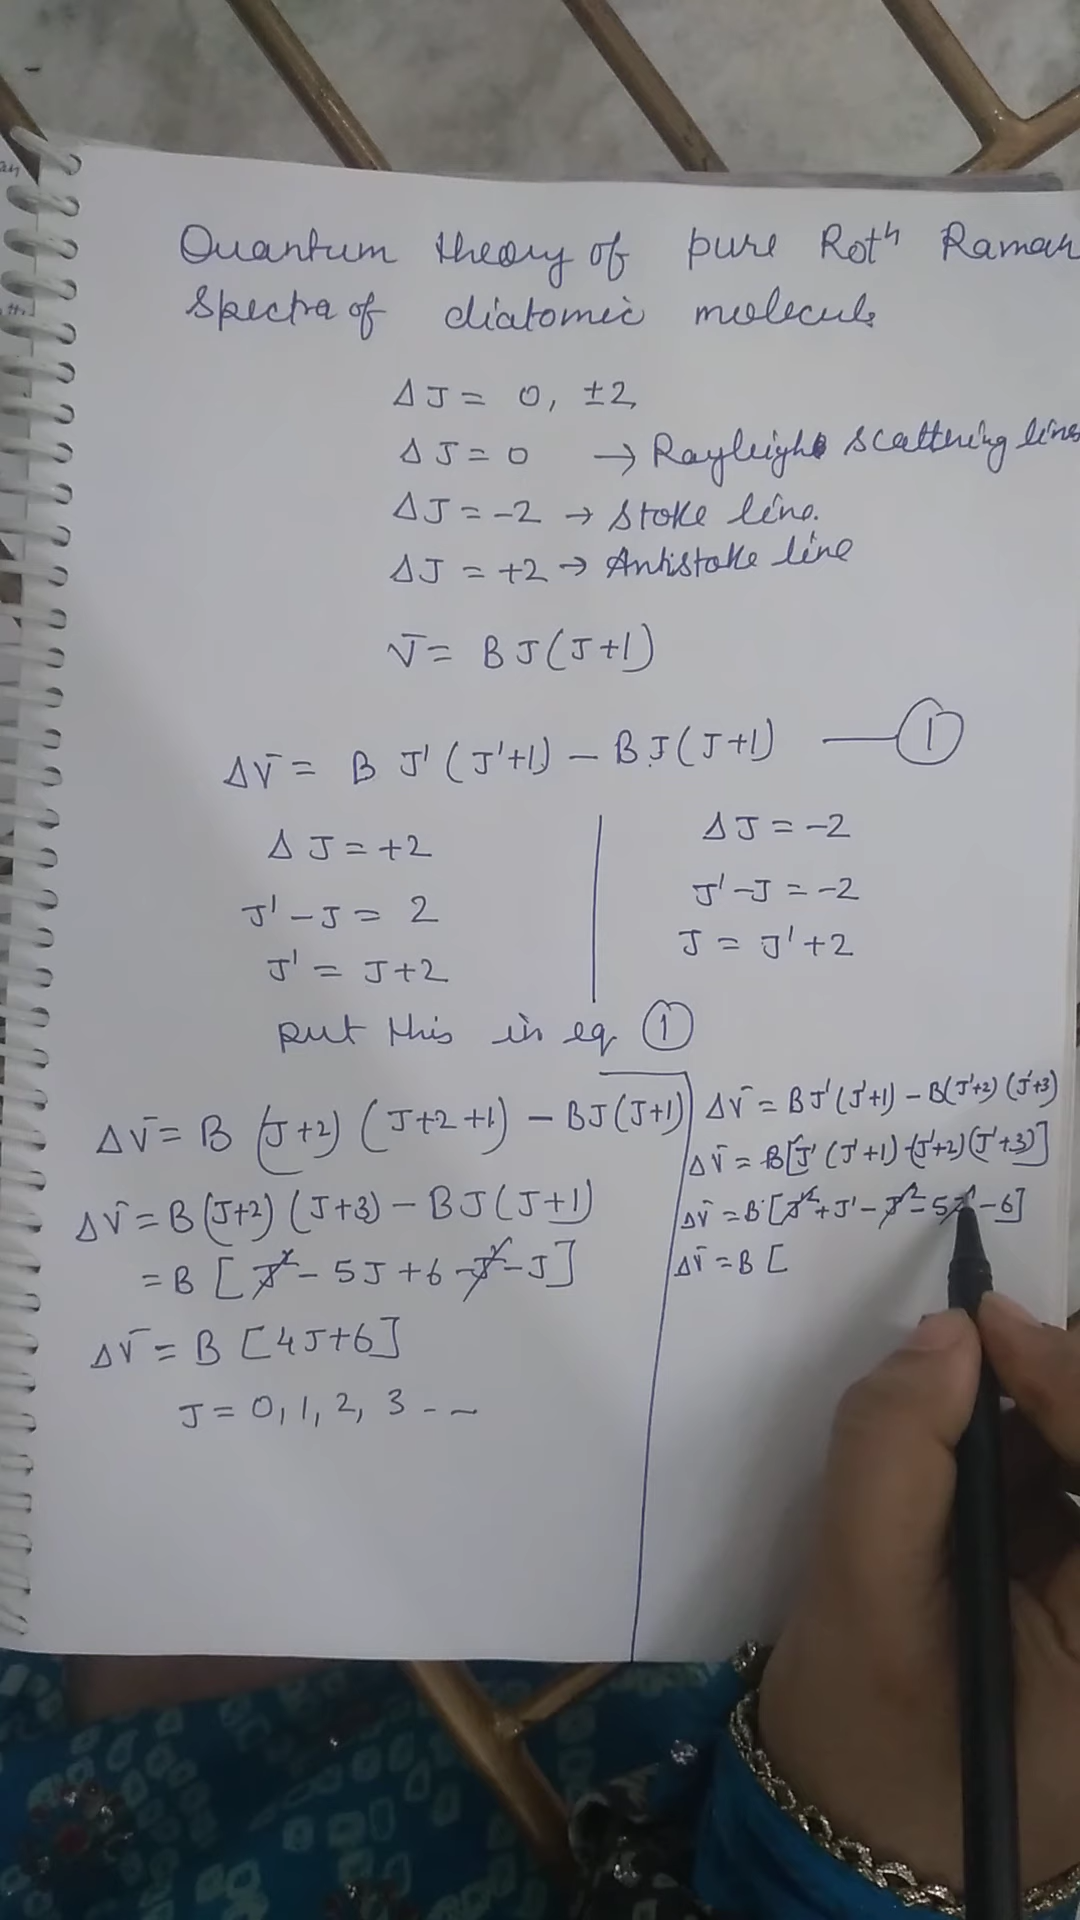 Quantum theory of pure Rotⁿ Raman
Spectra of diatomic molecule
ΔJ = 0, ±2,
ΔJ = 0 → Rayleigh scattering line
ΔJ = -2 → Stoke line.
ΔJ = +2 → Antistoke line
ν̄ = BJ(J+1)
Δν̄ = B J'(J'+1) - BJ(J+1) — ①
ΔJ = +2
J' - J = 2
J' = J+2
ΔJ = -2
J' - J = -2
J = J'+2
put this in eq ①
Δν̄ = B (J+2) (J+2+1) - BJ(J+1)
Δν̄ = B(J+2) (J+3) - BJ(J+1)
= B [J² - 5J + 6 - J² - J]
Δν̄ = B [4J+6]
J = 0, 1, 2, 3 - -
Δν̄ = BJ'(J'+1) - B(J'+2)(J'+3)
Δν̄ = B[J'(J'+1) - (J'+2)(J'+3)]
Δν̄ = B[J'² + J' - J'² - 5J' - 6]
Δν̄ = B [